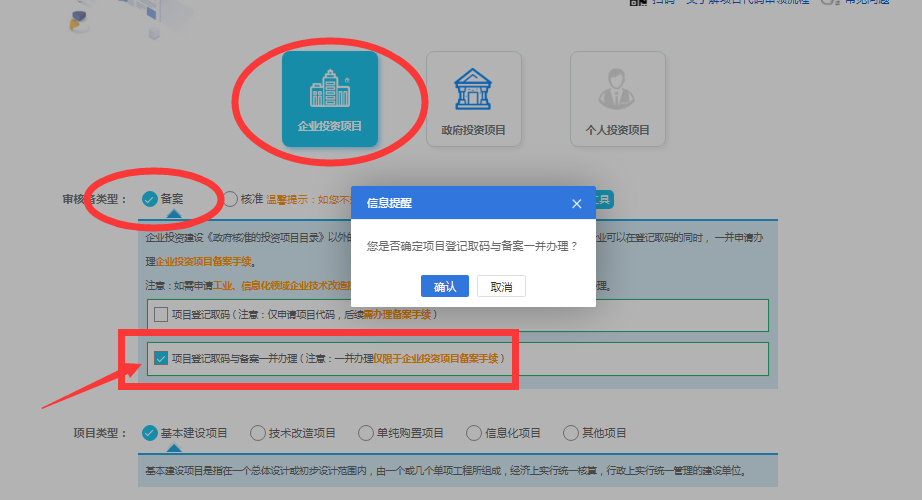 企业投资项目
政府投资项目
个人投资项目
审核备类型：
备案
核准 温馨提示：如您不
工具
企业投资建设《政府核准的投资项目目录》以外的
业可以在登记取码的同时，一并申请办
理企业投资项目备案手续。
注意：如需申请工业、信息化领域企业技术改造
理。
信息提醒
您是否确定项目登记取码与备案一并办理？
确认
取消
项目登记取码（注意：仅申请项目代码，后续需办理备案手续）
项目登记取码与备案一并办理（注意：一并办理仅限于企业投资项目备案手续）
项目类型：
基本建设项目
技术改造项目
单纯购置项目
信息化项目
其他项目
基本建设项目是指在一个总体设计或初步设计范围内，由一个或几个单项工程所组成，经济上实行统一核算，行政上实行统一管理的建设单位。